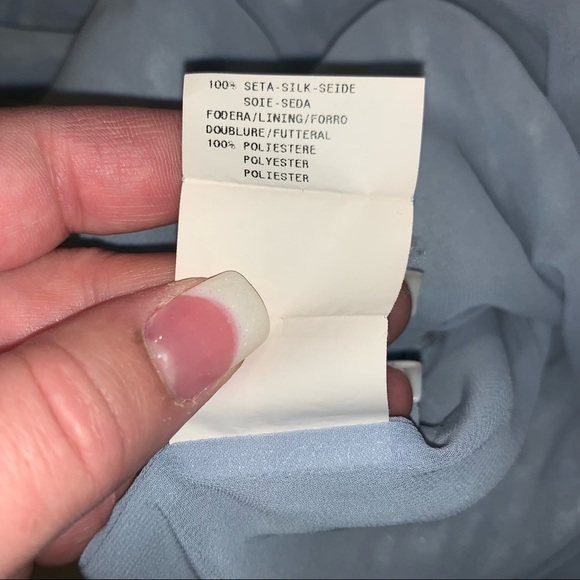 100% SETA-SILK-SEIDE
SOIE-SEDA
FODERA/LINING/FORRO
DOUBLURE/FUTTERAL
100% POLIESTERE
POLYESTER
POLIESTER